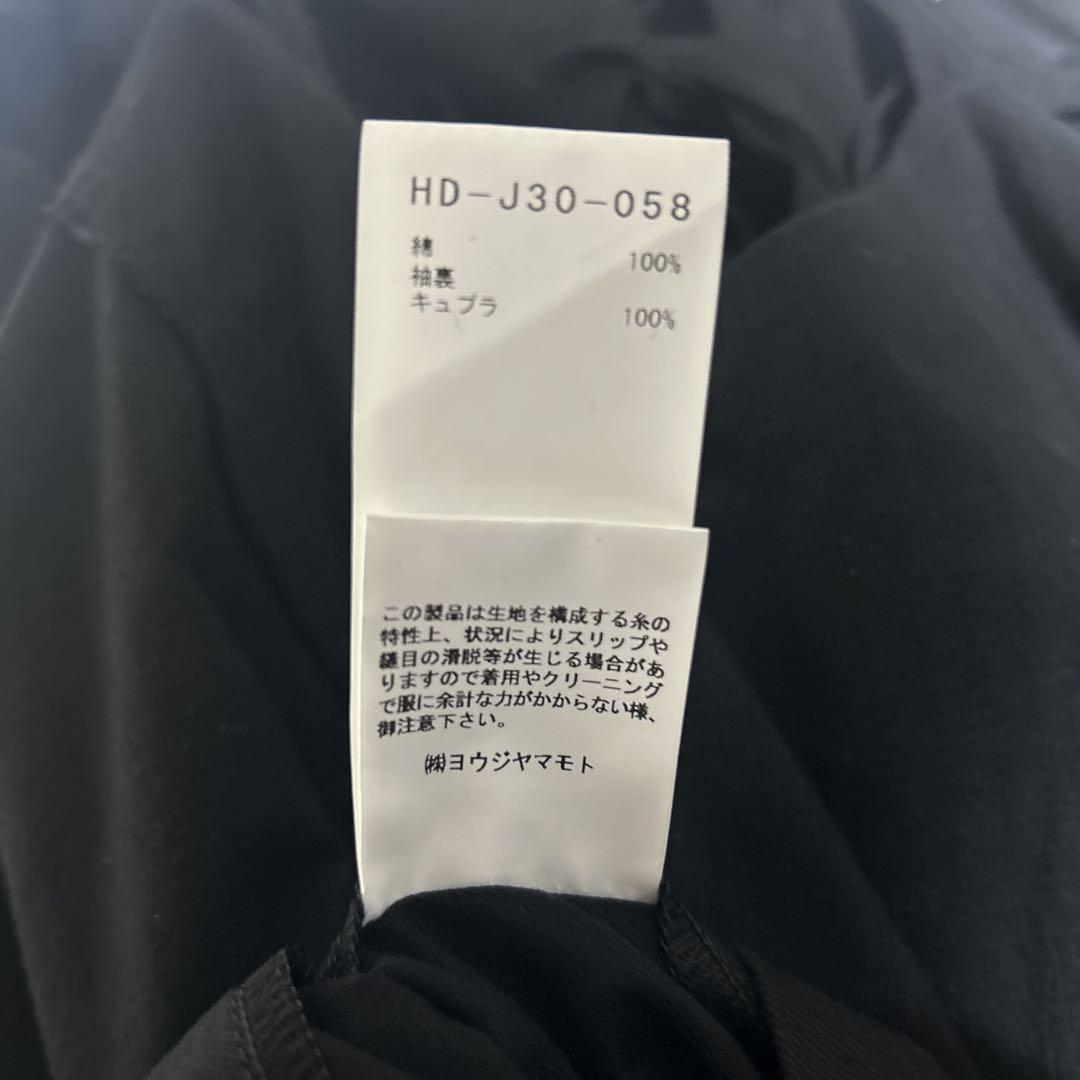 HD-J30-058
綿 100%
袖裏
キュプラ 100%
この製品は生地を構成する糸の
特性上、状況によりスリップや
縫目の滑脱等が生じる場合があ
りますので着用やクリーニング
で服に余計な力がかからない様、
御注意下さい。
㈱ヨウジヤマモト